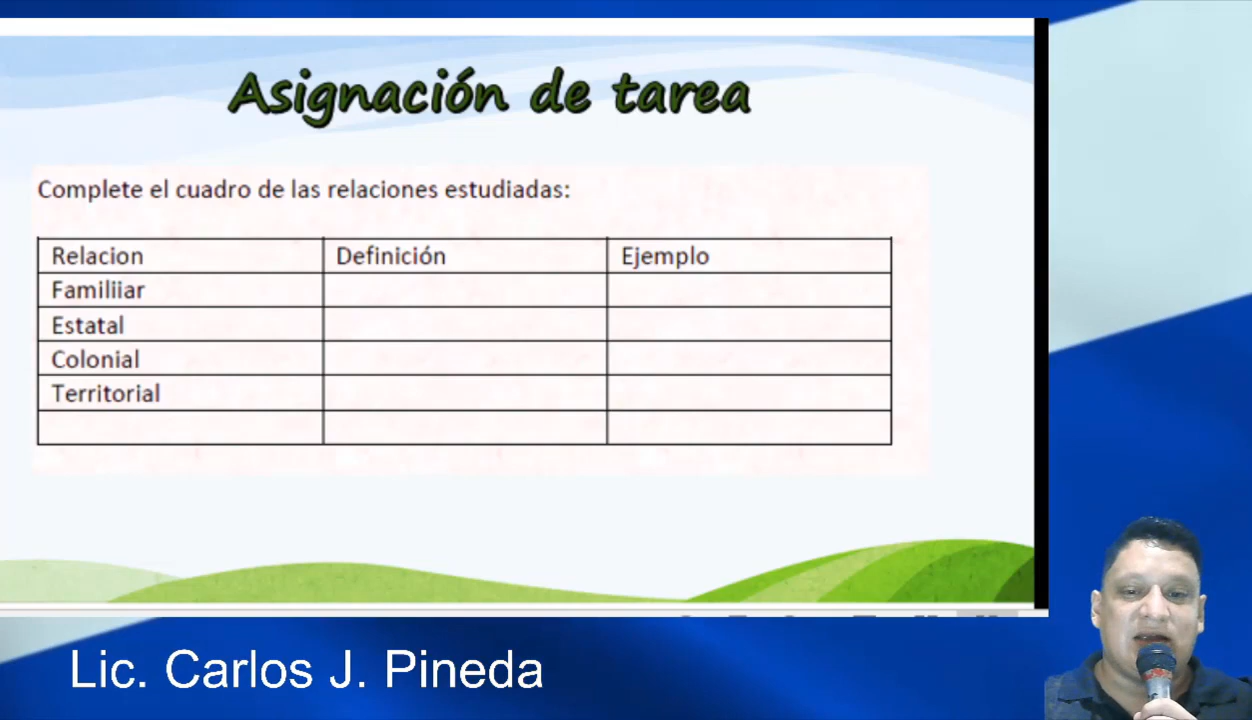 Asignación de tarea
Complete el cuadro de las relaciones estudiadas:
Relacion Definición Ejemplo
Familiiar
Estatal
Colonial
Territorial
Lic. Carlos J. Pineda